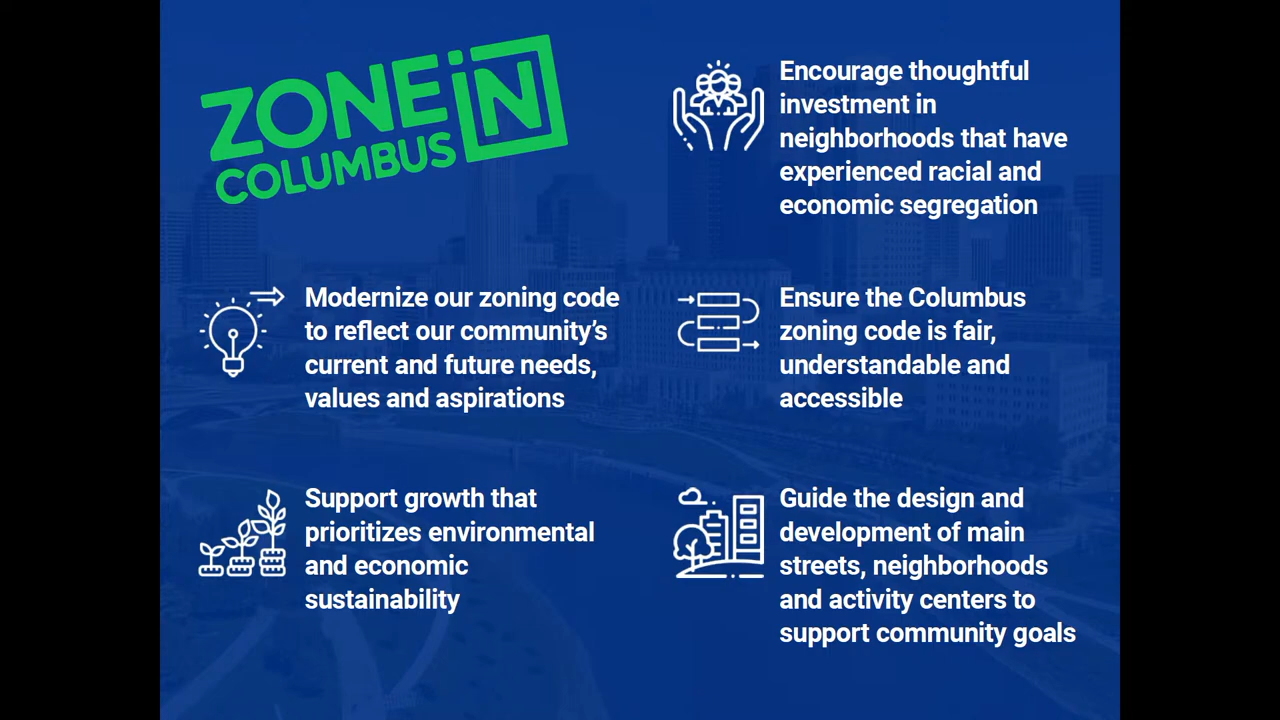 ZONE iN
COLUMBUS
Encourage thoughtful
investment in
neighborhoods that have
experienced racial and
economic segregation
Modernize our zoning code
to reflect our community’s
current and future needs,
values and aspirations
Ensure the Columbus
zoning code is fair,
understandable and
accessible
Support growth that
prioritizes environmental
and economic
sustainability
Guide the design and
development of main
streets, neighborhoods
and activity centers to
support community goals